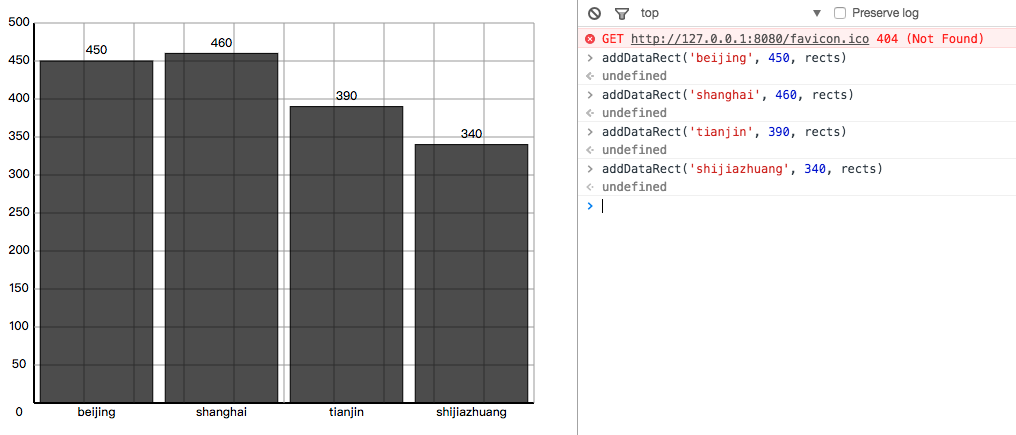 500
450
400
350
300
250
200
150
100
50
0
450
460
390
340
beijing
shanghai
tianjin
shijiazhuang
top
Preserve log
GET http://127.0.0.1:8080/favicon.ico 404 (Not Found)
addDataRect('beijing', 450, rects)
undefined
addDataRect('shanghai', 460, rects)
undefined
addDataRect('tianjin', 390, rects)
undefined
addDataRect('shijiazhuang', 340, rects)
undefined